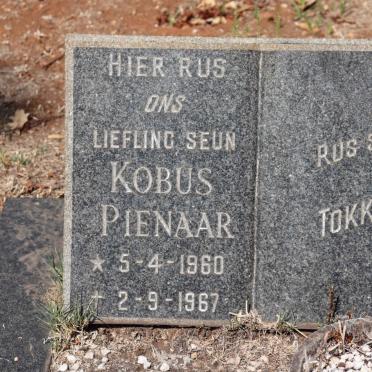 HIER RUS
ONS
LIEFLING SEUN
KOBUS
PIENAAR
★ 5-4-1960
✝ 2-9-1967
RUS
TOKK